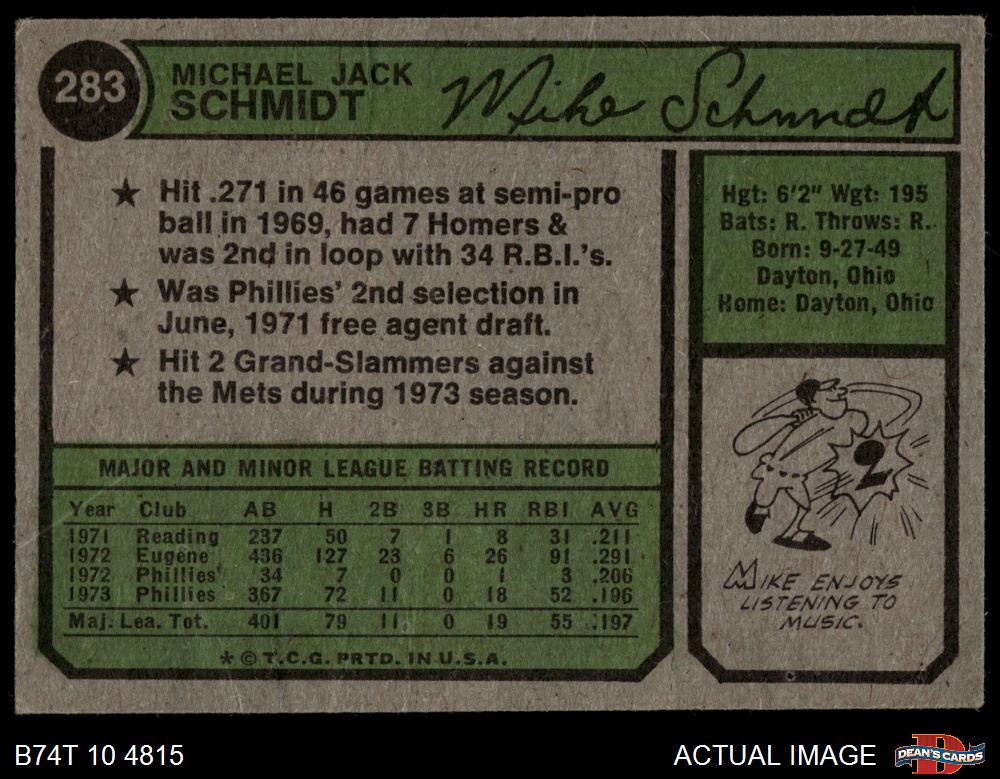 283
MICHAEL JACK
SCHMIDT
Mike Schmidt
★ Hit .271 in 46 games at semi-pro
ball in 1969, had 7 Homers &
was 2nd in loop with 34 R.B.I.'s.
★ Was Phillies' 2nd selection in
June, 1971 free agent draft.
★ Hit 2 Grand-Slammers against
the Mets during 1973 season.
Hgt: 6'2" Wgt: 195
Bats: R. Throws: R.
Born: 9-27-49
Dayton, Ohio
Home: Dayton, Ohio
MAJOR AND MINOR LEAGUE BATTING RECORD
Year Club AB H 2B 3B HR RBI AVG
1971 Reading 237 50 7 1 8 31 .211
1972 Eugene 436 127 23 6 26 91 .291
1972 Phillies 34 7 0 0 1 3 .206
1973 Phillies 367 72 11 0 18 52 .196
Maj. Lea. Tot. 401 79 11 0 19 55 .197
* © T.C.G. PRTD. IN U.S.A.
2
MIKE ENJOYS
LISTENING TO
MUSIC.
B74T 10 4815
ACTUAL IMAGE
D
DEAN'S CARDS